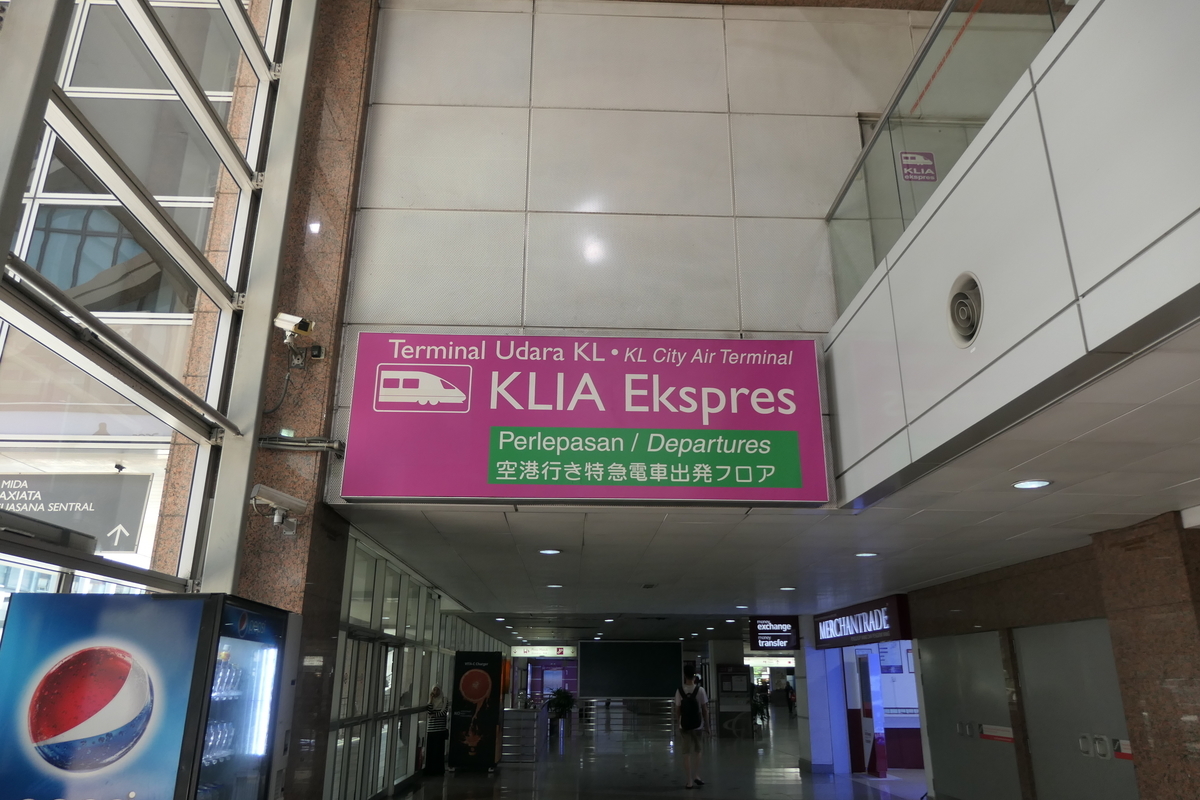 KLIA
ekspres
Terminal Udara KL • KL City Air Terminal
KLIA Ekspres
Perlepasan / Departures
空港行き特急電車出発フロア
MIDA
AXIATA
UASANA SENTRAL
money
exchange
money
transfer
MERCHANTRADE